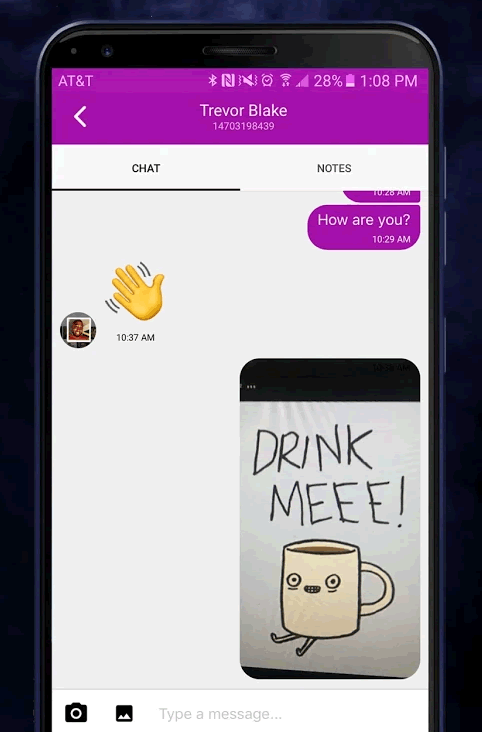 AT&T 28% 1:08 PM
Trevor Blake
14703198439
CHAT NOTES
10:28 AM
How are you?
10:29 AM
10:37 AM
DRINK
MEEE!
Type a message...